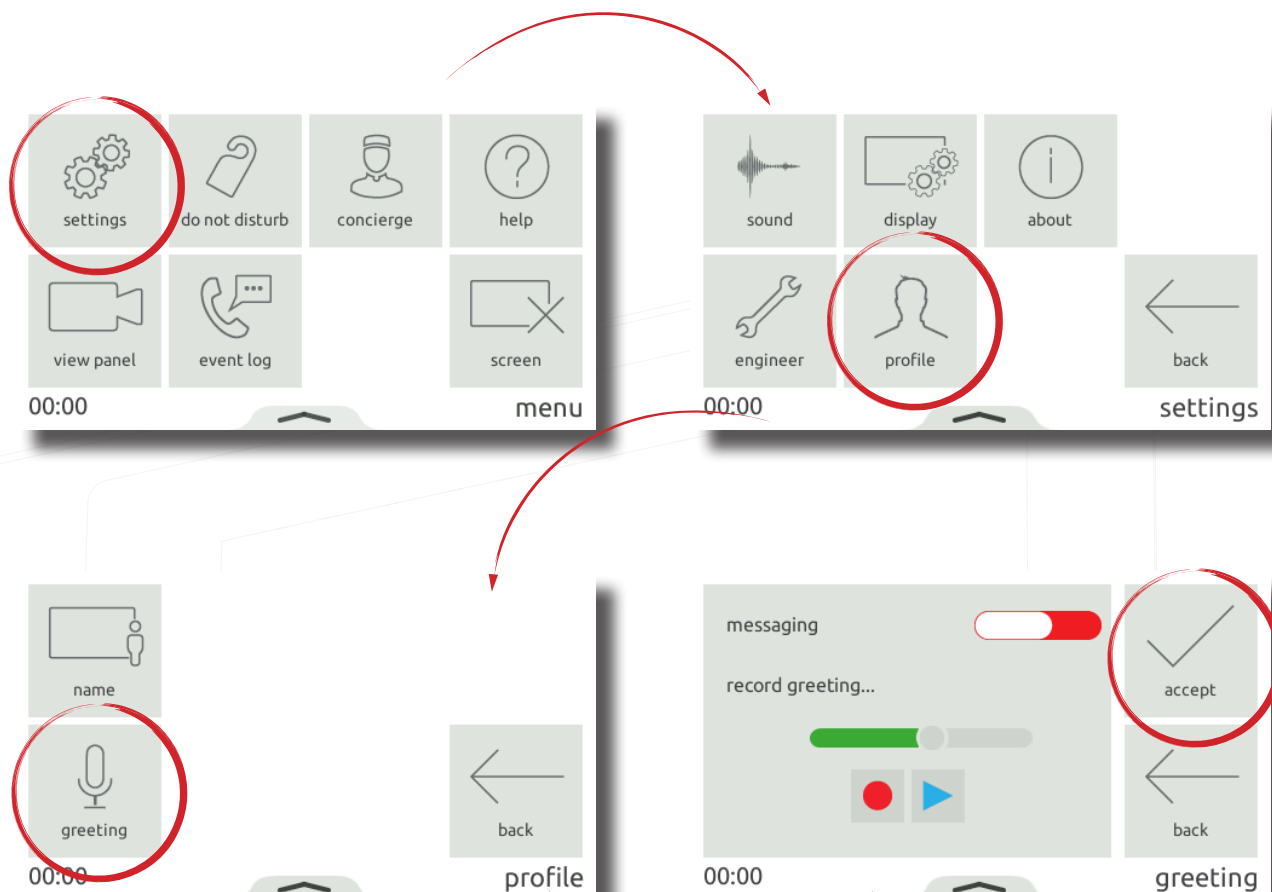 settings
do not disturb
concierge
help
view panel
event log
screen
00:00
menu
sound
display
about
engineer
profile
back
00:00
settings
name
greeting
back
00:00
profile
messaging
record greeting...
accept
back
00:00
greeting